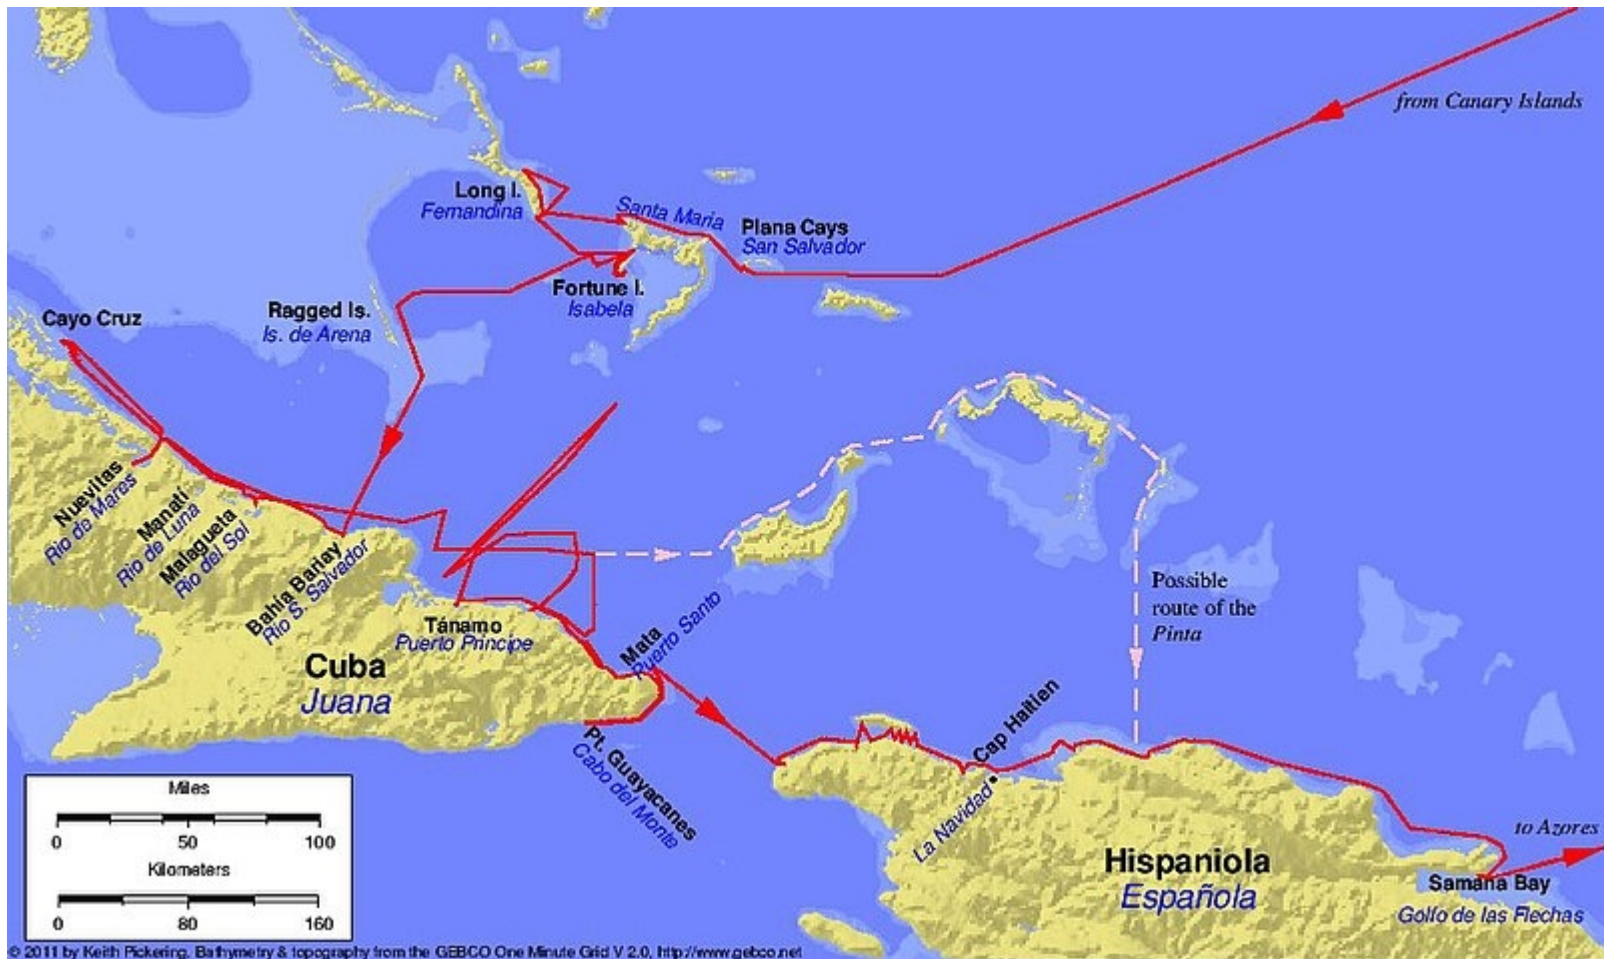 from Canary Islands
Long I.
Fernandina
Santa Maria
Plana Cays
San Salvador
Fortune I.
Isabela
Ragged Is.
Is. de Arena
Cayo Cruz
Nuevitas
Rio de Mares
Manatí
Rio de Luna
Malagueta
Rio del Sol
Bahía Bariay
Rio S. Salvador
Tánamo
Puerto Principe
Mata
Puerto Santo
Possible
route of the
Pinta
Cuba
Juana
Pt. Guayacanes
Cabo del Monte
Cap Haitien
La Navidad
Hispaniola
Española
to Azores
Samana Bay
Golfo de las Flechas
Miles
0 50 100
Kilometers
0 80 160
© 2011 by Keith Pickering. Bathymetry & topography from the GEBCO One Minute Grid V 2.0, http://www.gebco.net